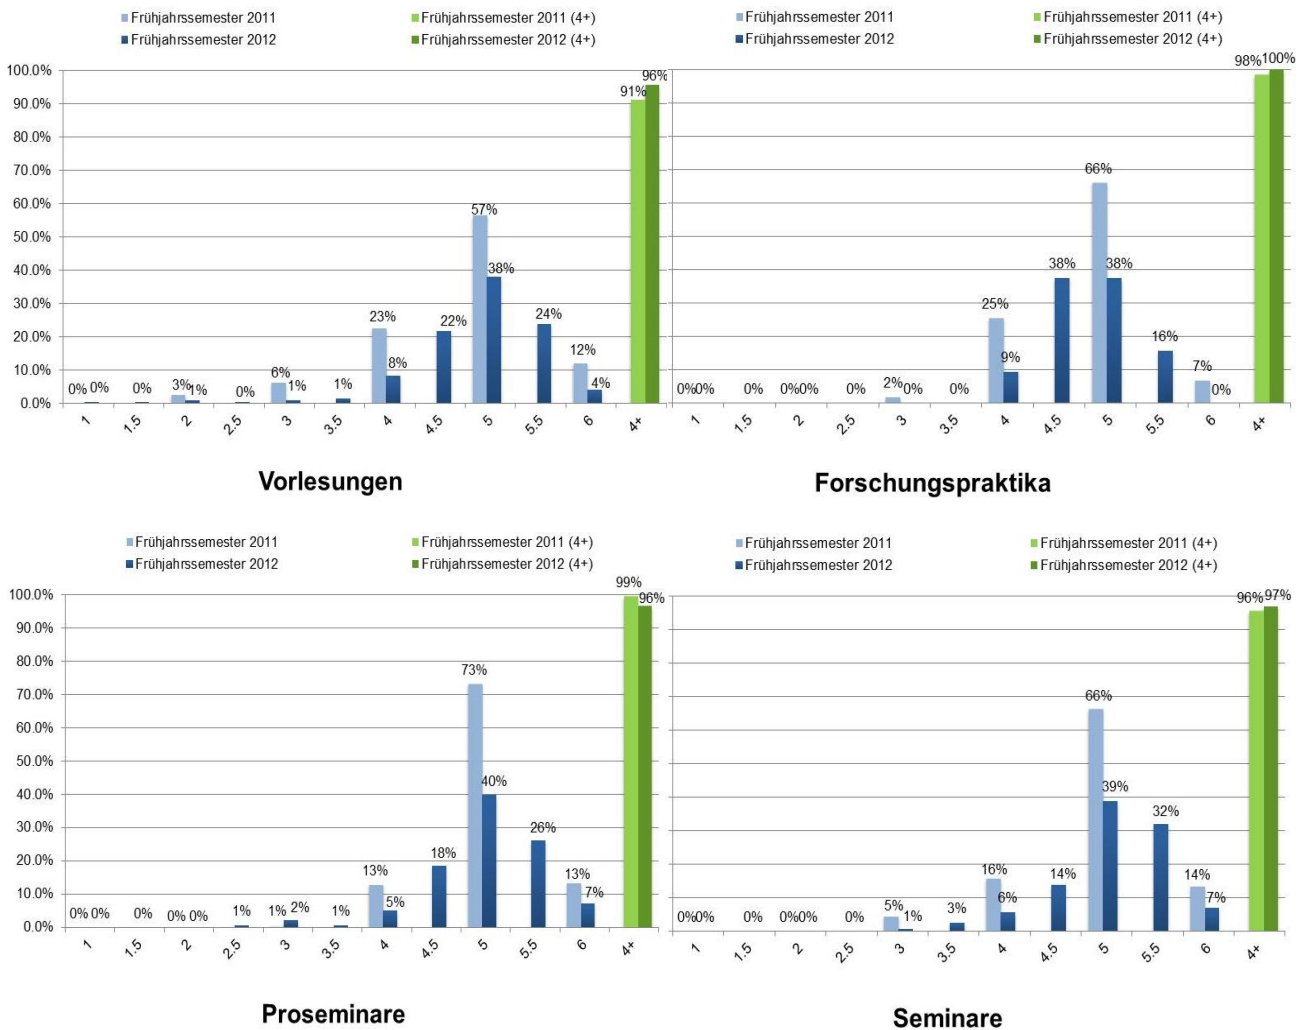 Frühjahrssemester 2011 Frühjahrssemester 2011 (4+)
Frühjahrssemester 2012 Frühjahrssemester 2012 (4+)
96%
91%
100.0%
90.0%
80.0%
70.0%
60.0%
50.0%
40.0%
30.0%
20.0%
10.0%
0.0%
0% 0% 0% 3% 1% 0% 6% 1% 1% 23% 8% 22% 57% 38% 24% 12% 4%
1 1.5 2 2.5 3 3.5 4 4.5 5 5.5 6 4+
Vorlesungen
Frühjahrssemester 2011 Frühjahrssemester 2011 (4+)
Frühjahrssemester 2012 Frühjahrssemester 2012 (4+)
98% 100%
0% 0% 0% 0% 0% 0% 2% 0% 0% 25% 9% 38% 66% 38% 16% 7% 0%
1 1.5 2 2.5 3 3.5 4 4.5 5 5.5 6 4+
Forschungspraktika
Frühjahrssemester 2011 Frühjahrssemester 2011 (4+)
Frühjahrssemester 2012 Frühjahrssemester 2012 (4+)
99%
96%
100.0%
90.0%
80.0%
70.0%
60.0%
50.0%
40.0%
30.0%
20.0%
10.0%
0.0%
0% 0% 0% 0% 0% 1% 1% 2% 1% 13% 5% 18% 73% 40% 26% 13% 7%
1 1.5 2 2.5 3 3.5 4 4.5 5 5.5 6 4+
Proseminare
Frühjahrssemester 2011 Frühjahrssemester 2011 (4+)
Frühjahrssemester 2012 Frühjahrssemester 2012 (4+)
96% 97%
0% 0% 0% 0% 0% 0% 5% 1% 3% 16% 6% 14% 66% 39% 32% 14% 7%
1 1.5 2 2.5 3 3.5 4 4.5 5 5.5 6 4+
Seminare